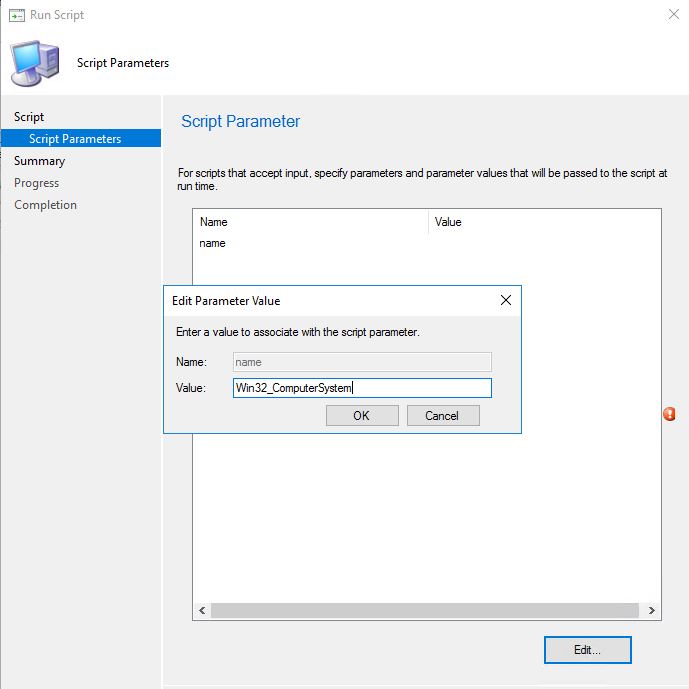 Run Script
Script Parameters
Script
Script Parameters
Summary
Progress
Completion
Script Parameter
For scripts that accept input, specify parameters and parameter values that will be passed to the script at
run time.
Name Value
name
Edit Parameter Value
Enter a value to associate with the script parameter.
Name: name
Value: Win32_ComputerSystem
OK Cancel
Edit...